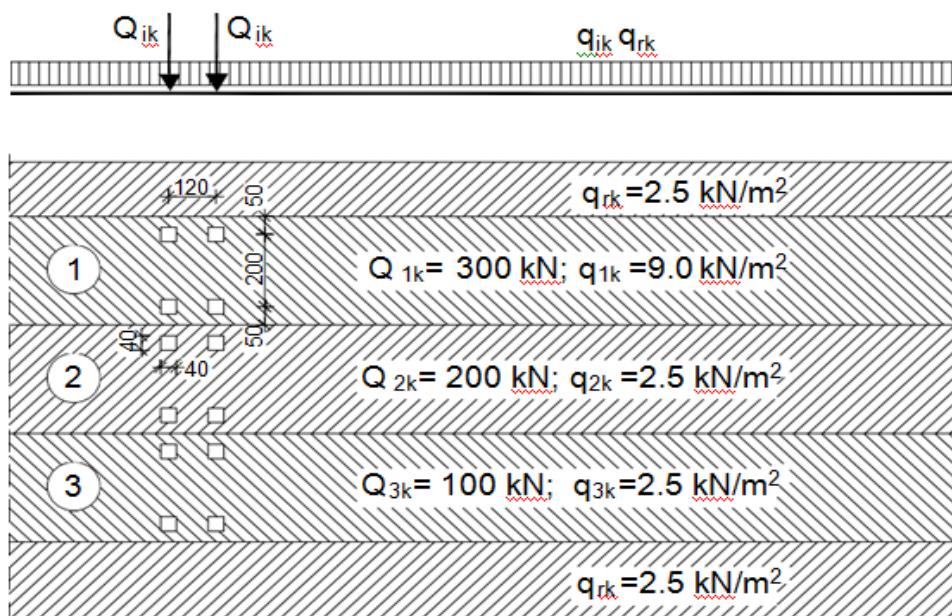 Q ik Q ik
qik qrk
120
50
qrk =2.5 kN/m2
1
200
Q 1k= 300 kN; q1k =9.0 kN/m2
50
40
40
2
Q 2k= 200 kN; q2k =2.5 kN/m2
3
Q3k= 100 kN; q3k=2.5 kN/m2
qrk =2.5 kN/m2